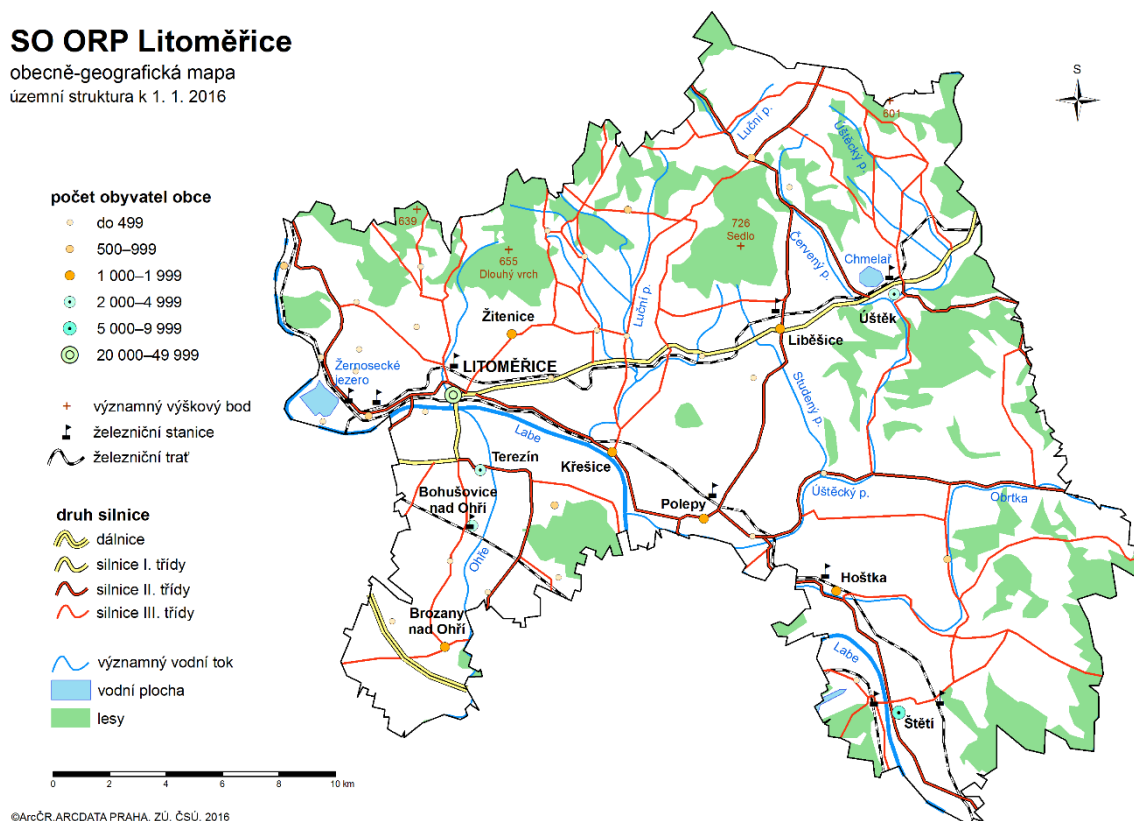 SO ORP Litoměřice
obecně-geografická mapa
územní struktura k 1. 1. 2016
S
počet obyvatel obce
do 499
500–999
1 000–1 999
2 000–4 999
5 000–9 999
20 000–49 999
významný výškový bod
železniční stanice
železniční trať
druh silnice
dálnice
silnice I. třídy
silnice II. třídy
silnice III. třídy
významný vodní tok
vodní plocha
lesy
0 2 4 6 8 10 km
©ArcČR,ARCDATA PRAHA, ZÚ, ČSÚ, 2016
Luční p.
601
Úštěcký p.
639
726
Sedlo
655
Dlouhý vrch
Červený p.
Chmelař
Luční p.
Žitenice
Úštěk
Liběšice
Žernosecké
jezero
LITOMĚŘICE
Studený p.
Labe
Terezín
Křešice
Bohušovice
nad Ohří
Polepy
Úštěcký p.
Obrtka
Ohře
Hoštka
Brozany
nad Ohří
Labe
Štětí